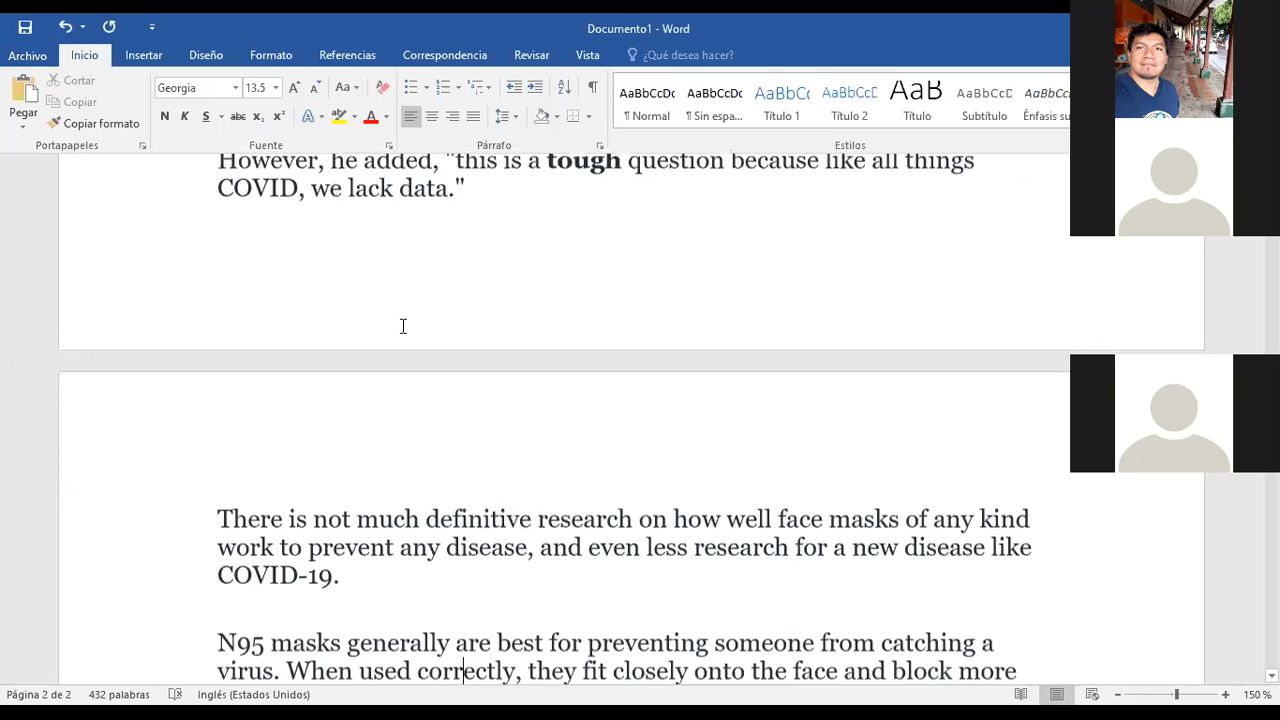 Documento1 - Word
Archivo Inicio Insertar Diseño Formato Referencias Correspondencia Revisar Vista ¿Qué desea hacer?
Pegar
Cortar
Copiar
Copiar formato
Portapapeles
Georgia 13.5
Aa
N K S abc x₂ x² A A
Fuente
Párrafo
AaBbCcDc AaBbCcDc AaBbCc AaBbCcD AaB AaBbCcD AaBbCcD
¶ Normal ¶ Sin espa... Título 1 Título 2 Título Subtítulo Énfasis su
Estilos
However, he added, "this is a tough question because like all things
COVID, we lack data."
There is not much definitive research on how well face masks of any kind
work to prevent any disease, and even less research for a new disease like
COVID-19.
N95 masks generally are best for preventing someone from catching a
virus. When used correctly, they fit closely onto the face and block more
Página 2 de 2 432 palabras Inglés (Estados Unidos) 150 %